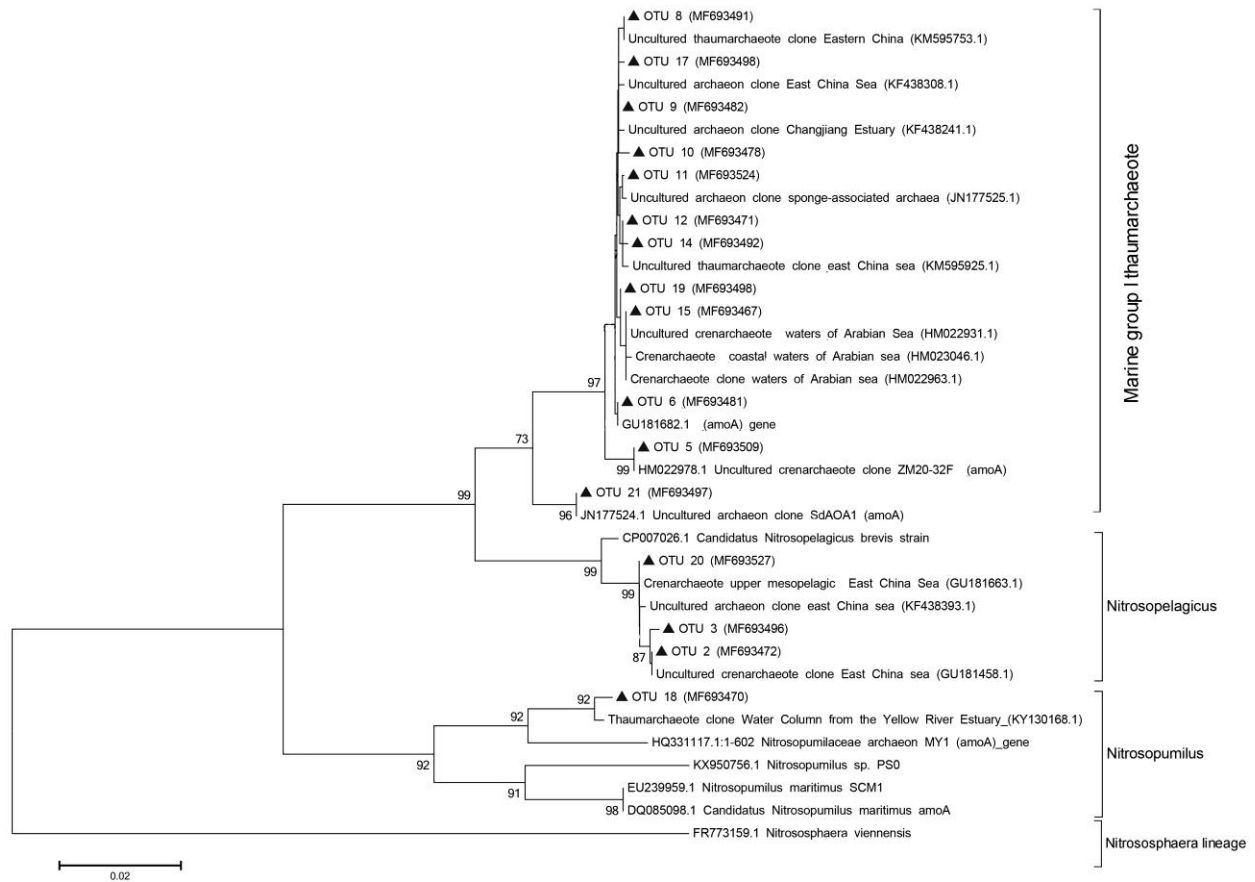 ▲ OTU 8 (MF693491)
Uncultured thaumarchaeote clone Eastern China (KM595753.1)
▲ OTU 17 (MF693498)
Uncultured archaeon clone East China Sea (KF438308.1)
▲ OTU 9 (MF693482)
Uncultured archaeon clone Changjiang Estuary (KF438241.1)
▲ OTU 10 (MF693478)
▲ OTU 11 (MF693524)
Uncultured archaeon clone sponge-associated archaea (JN177525.1)
▲ OTU 12 (MF693471)
▲ OTU 14 (MF693492)
Uncultured thaumarchaeote clone east China sea (KM595925.1)
▲ OTU 19 (MF693498)
▲ OTU 15 (MF693467)
Uncultured crenarchaeote waters of Arabian Sea (HM022931.1)
Crenarchaeote coastal waters of Arabian sea (HM023046.1)
Crenarchaeote clone waters of Arabian sea (HM022963.1)
▲ OTU 6 (MF693481)
GU181682.1 (amoA) gene
▲ OTU 5 (MF693509)
HM022978.1 Uncultured crenarchaeote clone ZM20-32F (amoA)
▲ OTU 21 (MF693497)
JN177524.1 Uncultured archaeon clone SdAOA1 (amoA)
Marine group I thaumarchaeote
CP007026.1 Candidatus Nitrosopelagicus brevis strain
▲ OTU 20 (MF693527)
Crenarchaeote upper mesopelagic East China Sea (GU181663.1)
Uncultured archaeon clone east China sea (KF438393.1)
▲ OTU 3 (MF693496)
▲ OTU 2 (MF693472)
Uncultured crenarchaeote clone East China sea (GU181458.1)
Nitrosopelagicus
▲ OTU 18 (MF693470)
Thaumarchaeote clone Water Column from the Yellow River Estuary_(KY130168.1)
HQ331117.1:1-602 Nitrosopumilaceae archaeon MY1 (amoA)_gene
KX950756.1 Nitrosopumilus sp. PS0
EU239959.1 Nitrosopumilus maritimus SCM1
DQ085098.1 Candidatus Nitrosopumilus maritimus amoA
Nitrosopumilus
FR773159.1 Nitrososphaera viennensis
Nitrososphaera lineage
97
73
99
99
96
99
99
87
92
92
92
91
98
0.02